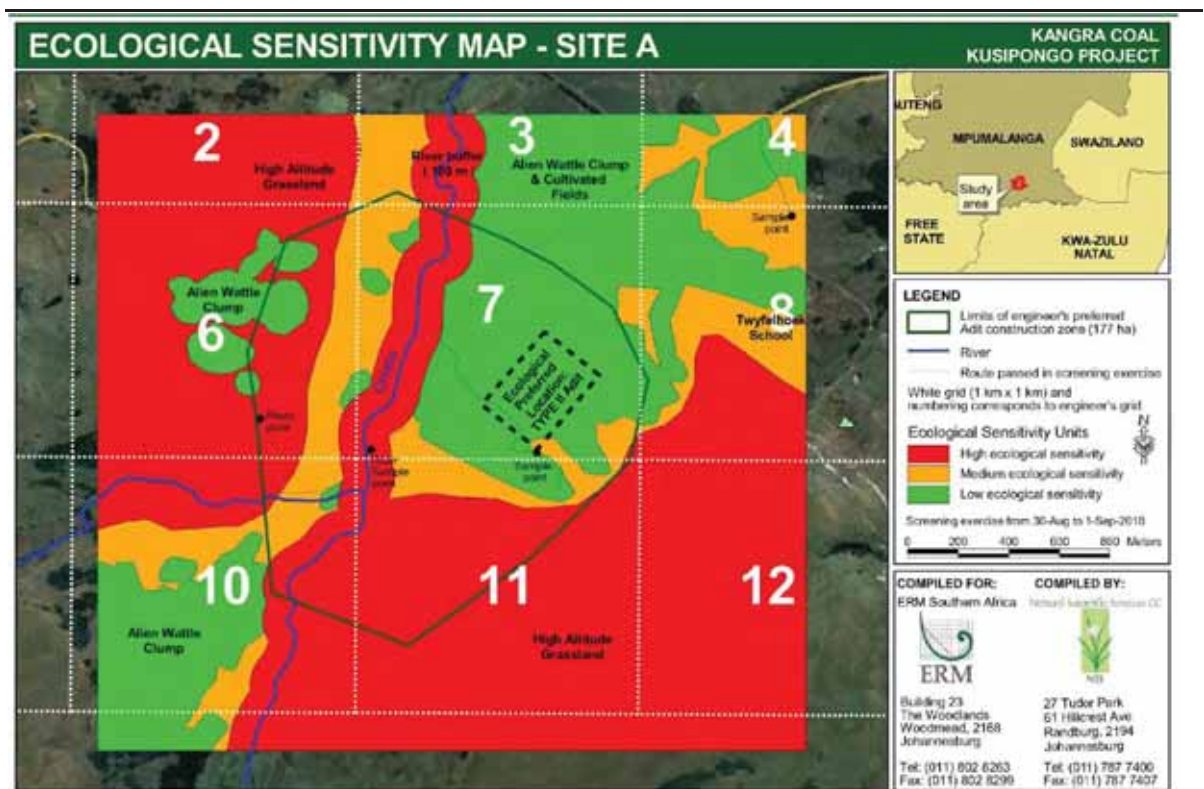 ECOLOGICAL SENSITIVITY MAP - SITE A
KANGRA COAL
KUSIPONGO PROJECT
2
High Altitude
Grassland
River buffer
100 m
3
Alien Wattle Clump
& Cultivated
Fields
4
Sample
point
Alien Wattle
Clump
6
7
8
Twyfelhoek
School
Ecological
Preferred
Location:
TYPE II Adit
point
Sample
point
Sample
point
10
11
12
Alien Wattle
Clump
High Altitude
Grassland
AUTENG
MPUMALANGA
SWAZILAND
Study
area
FREE
STATE
KWA-ZULU
NATAL
LEGEND
Limits of engineer's preferred
Adit construction zone (177 ha)
River
Route passed in screening exercise
White grid (1 km x 1 km) and
numbering corresponds to engineer's grid
N
Ecological Sensitivity Units
High ecological sensitivity
Medium ecological sensitivity
Low ecological sensitivity
Screening exercise from 30-Aug to 1-Sep-2010
0 200 400 600 800 Meters
COMPILED FOR:
ERM Southern Africa
ERM
Building 23
The Woodlands
Woodmead, 2168
Johannesburg
Tel: (011) 802 8263
Fax: (011) 802 8299
COMPILED BY:
27 Tudor Park
61 Hillcrest Ave
Randburg, 2194
Johannesburg
Tel: (011) 787 7400
Fax: (011) 787 7407